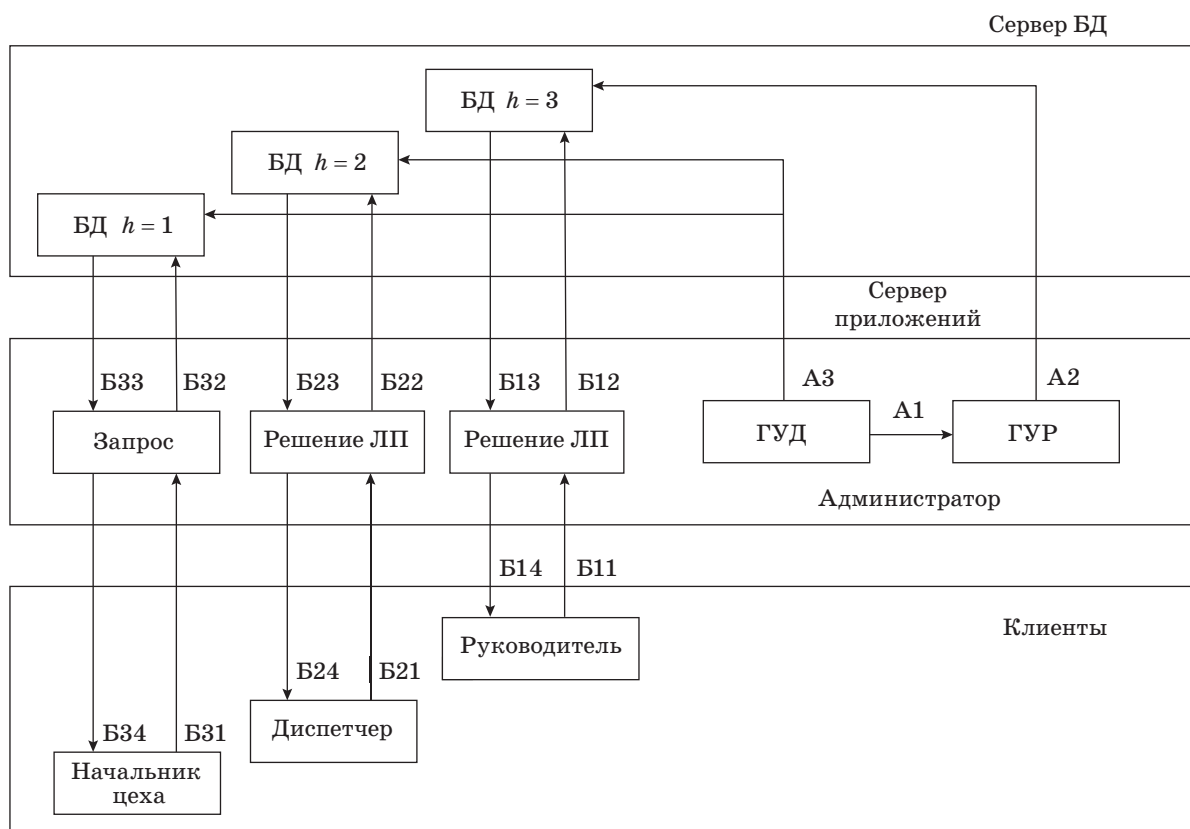 Сервер БД
БД h = 3
БД h = 2
БД h = 1
Сервер
приложений
Б33
Б32
Б23
Б22
Б13
Б12
А3
А2
А1
Запрос
Решение ЛП
Решение ЛП
ГУД
ГУР
Администратор
Б14
Б11
Клиенты
Руководитель
Б24
Б21
Диспетчер
Б34
Б31
Начальник
цеха